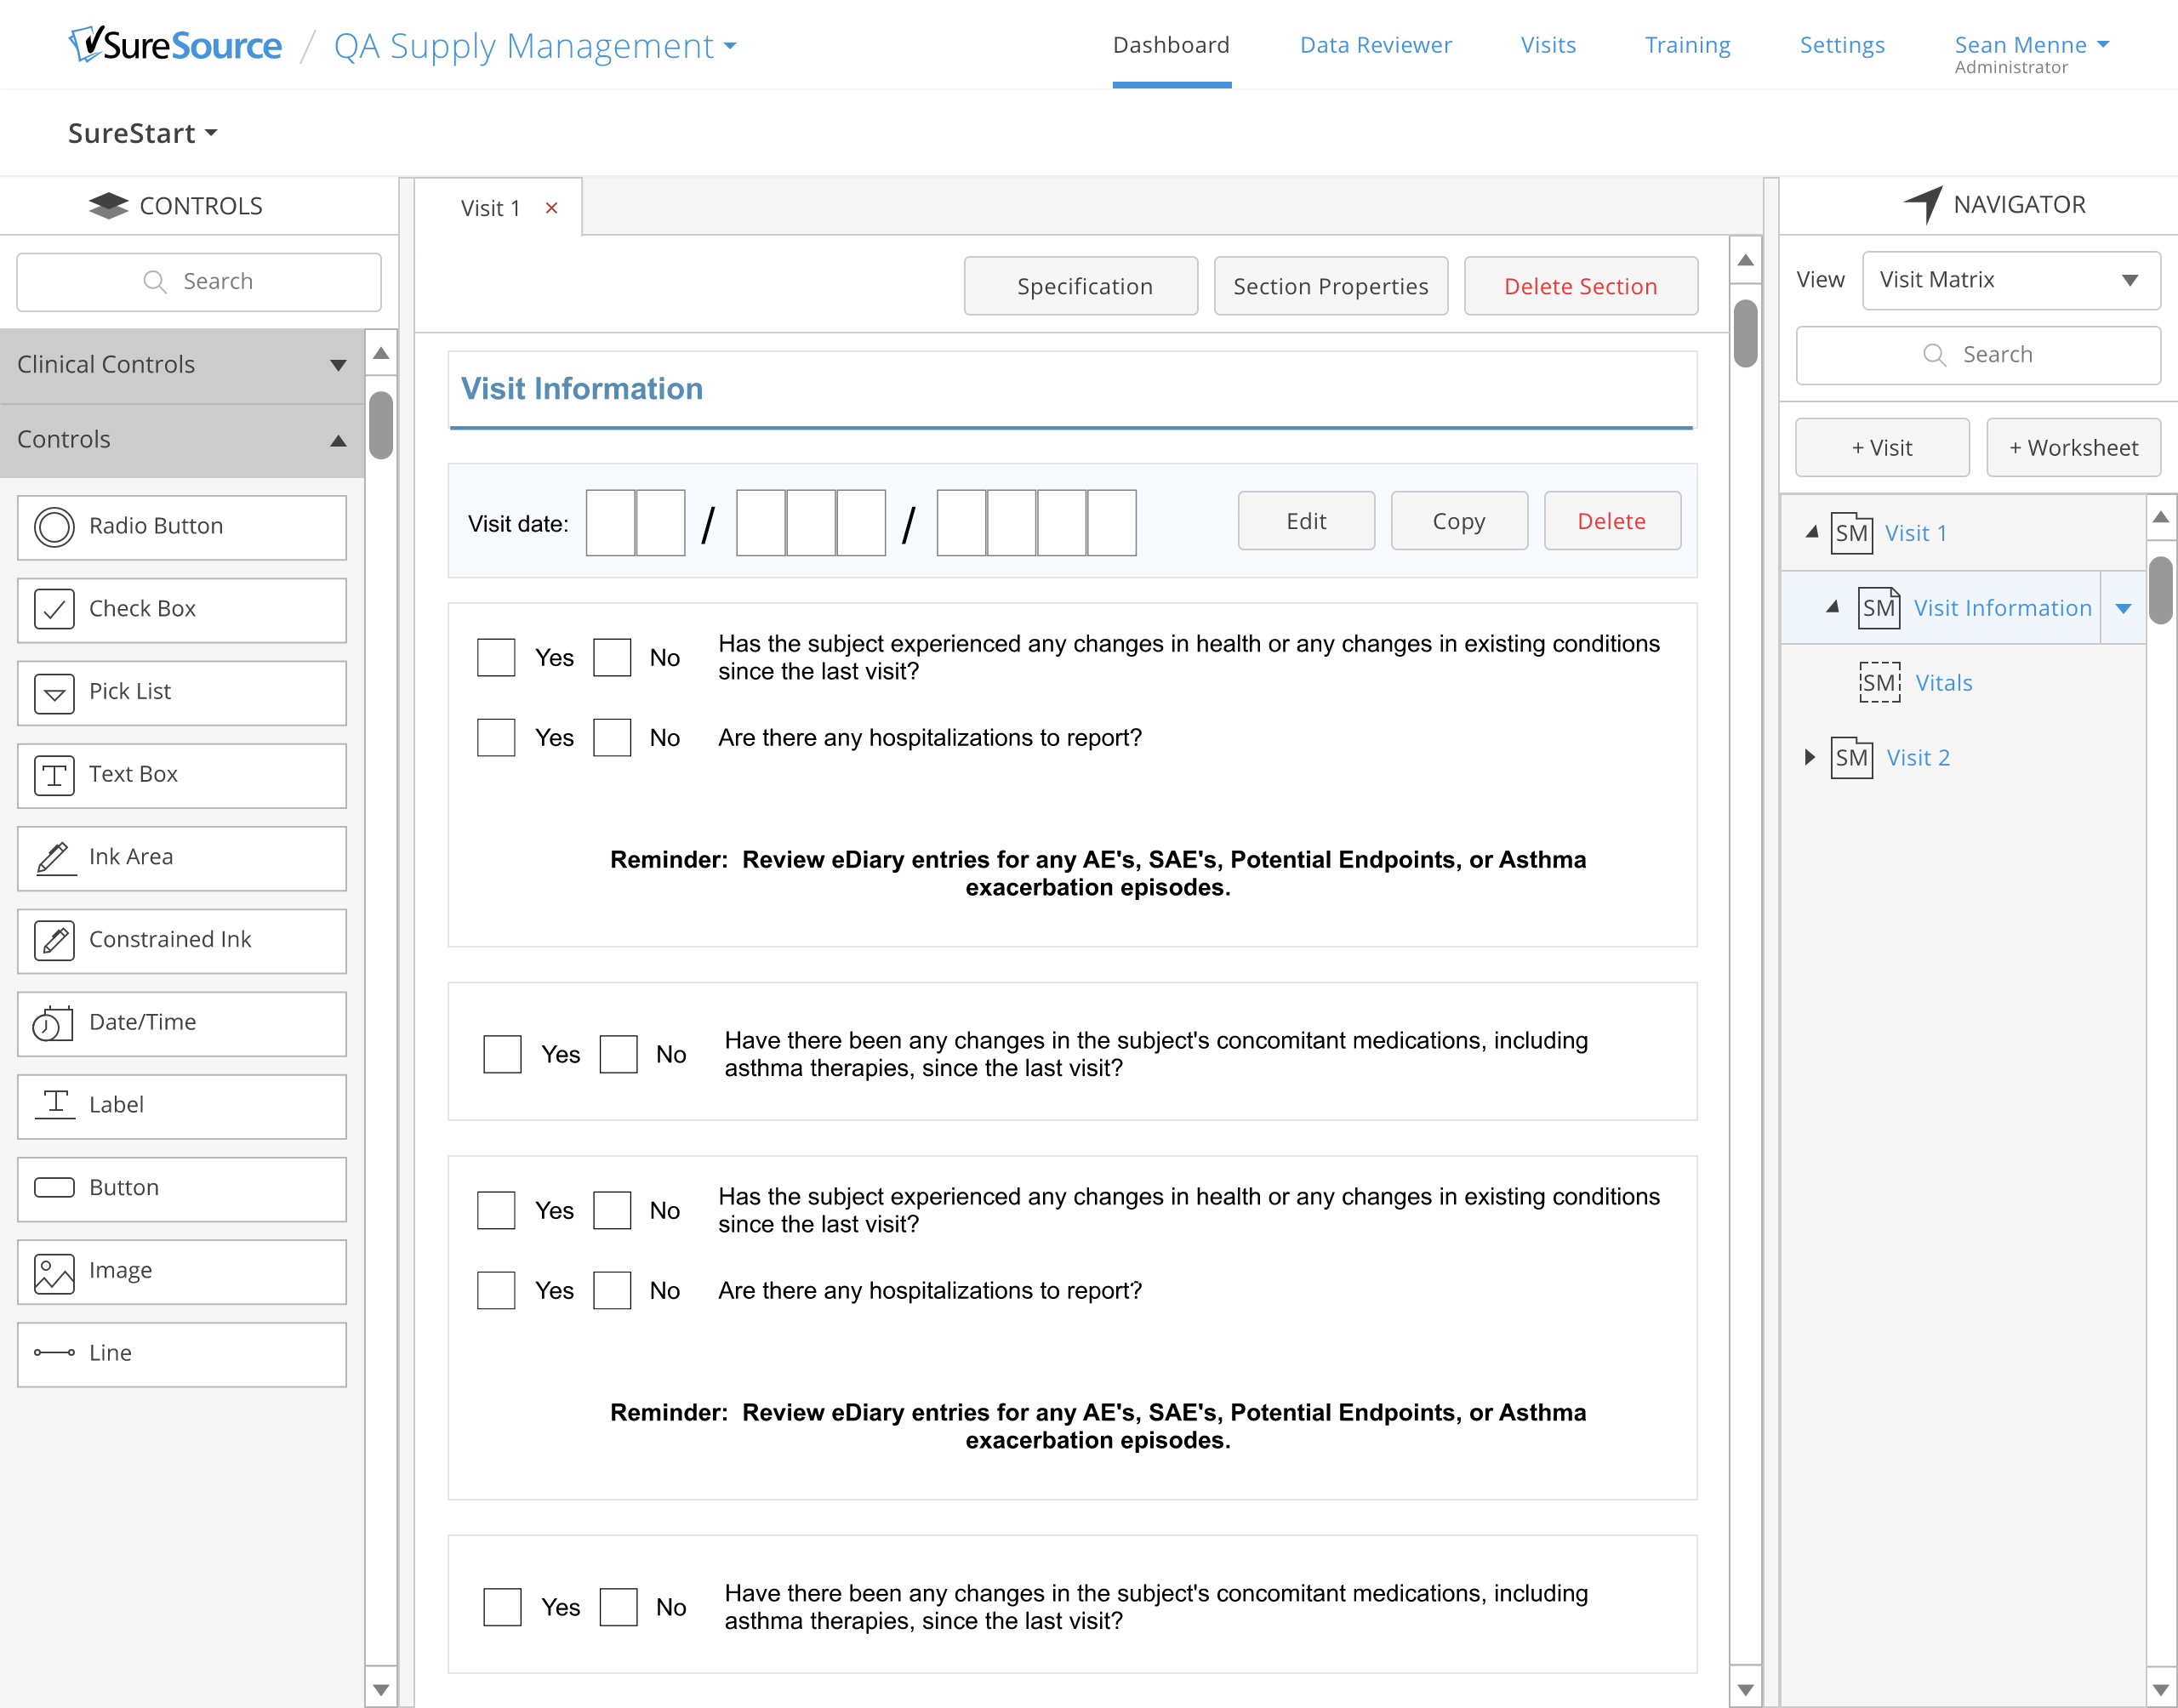 SureSource / QA Supply Management
Dashboard
Data Reviewer
Visits
Training
Settings
Sean Menne
Administrator
SureStart
CONTROLS
Search
Clinical Controls
Controls
Radio Button
Check Box
Pick List
Text Box
Ink Area
Constrained Ink
Date/Time
Label
Button
Image
Line
Visit 1 ×
Specification
Section Properties
Delete Section
Visit Information
Visit date: / /
Edit
Copy
Delete
Yes No Has the subject experienced any changes in health or any changes in existing conditions
since the last visit?
Yes No Are there any hospitalizations to report?
Reminder: Review eDiary entries for any AE's, SAE's, Potential Endpoints, or Asthma
exacerbation episodes.
Yes No Have there been any changes in the subject's concomitant medications, including
asthma therapies, since the last visit?
Yes No Has the subject experienced any changes in health or any changes in existing conditions
since the last visit?
Yes No Are there any hospitalizations to report?
Reminder: Review eDiary entries for any AE's, SAE's, Potential Endpoints, or Asthma
exacerbation episodes.
Yes No Have there been any changes in the subject's concomitant medications, including
asthma therapies, since the last visit?
NAVIGATOR
View Visit Matrix
Search
+ Visit
+ Worksheet
SM Visit 1
SM Visit Information
SM Vitals
SM Visit 2